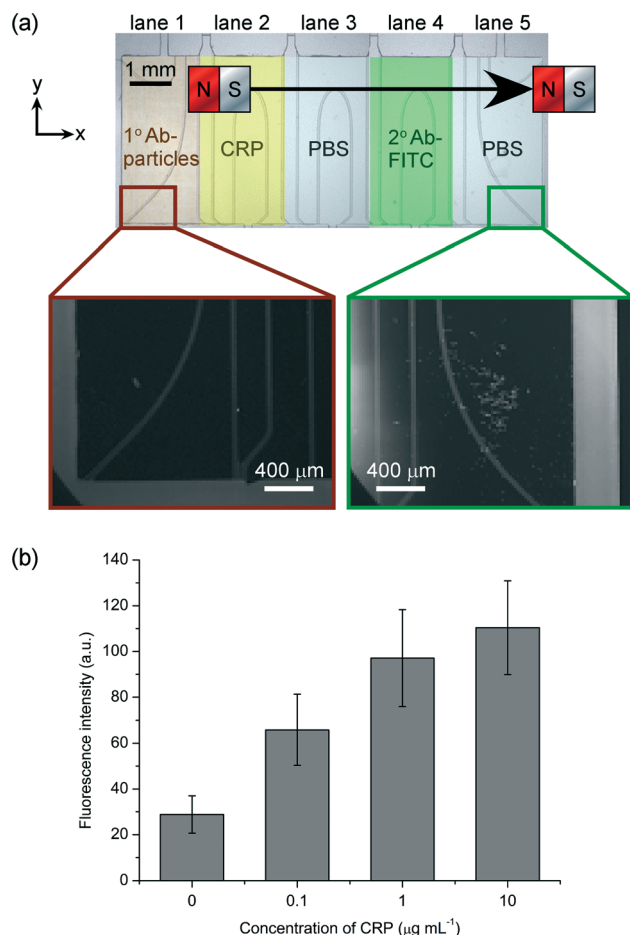 (a)
lane 1 lane 2 lane 3 lane 4 lane 5
1 mm
N S
N S
y
x
1° Ab-
particles
CRP
PBS
2° Ab-
FITC
PBS
400 μm
400 μm
(b)
140
120
100
80
60
40
20
0
Fluorescence intensity (a.u.)
0 0.1 1 10
Concentration of CRP (μg mL⁻¹)